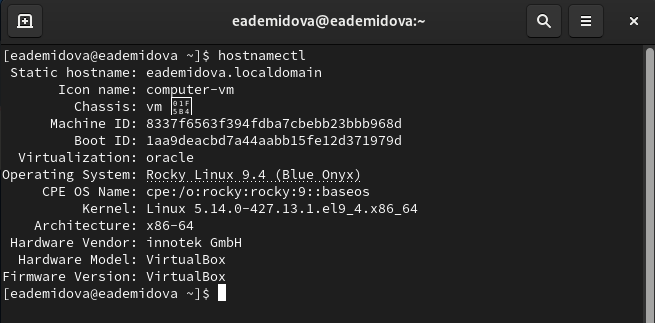 eademidova@eademidova:~
[eademidova@eademidova ~]$ hostnamectl
Static hostname: eademidova.localdomain
Icon name: computer-vm
Chassis: vm 🖴
Machine ID: 8337f6563f394fdba7cbebb23bbb968d
Boot ID: 1aa9deacbd7a44aabb15fe12d371979d
Virtualization: oracle
Operating System: Rocky Linux 9.4 (Blue Onyx)
CPE OS Name: cpe:/o:rocky:rocky:9::baseos
Kernel: Linux 5.14.0-427.13.1.el9_4.x86_64
Architecture: x86-64
Hardware Vendor: innotek GmbH
Hardware Model: VirtualBox
Firmware Version: VirtualBox
[eademidova@eademidova ~]$